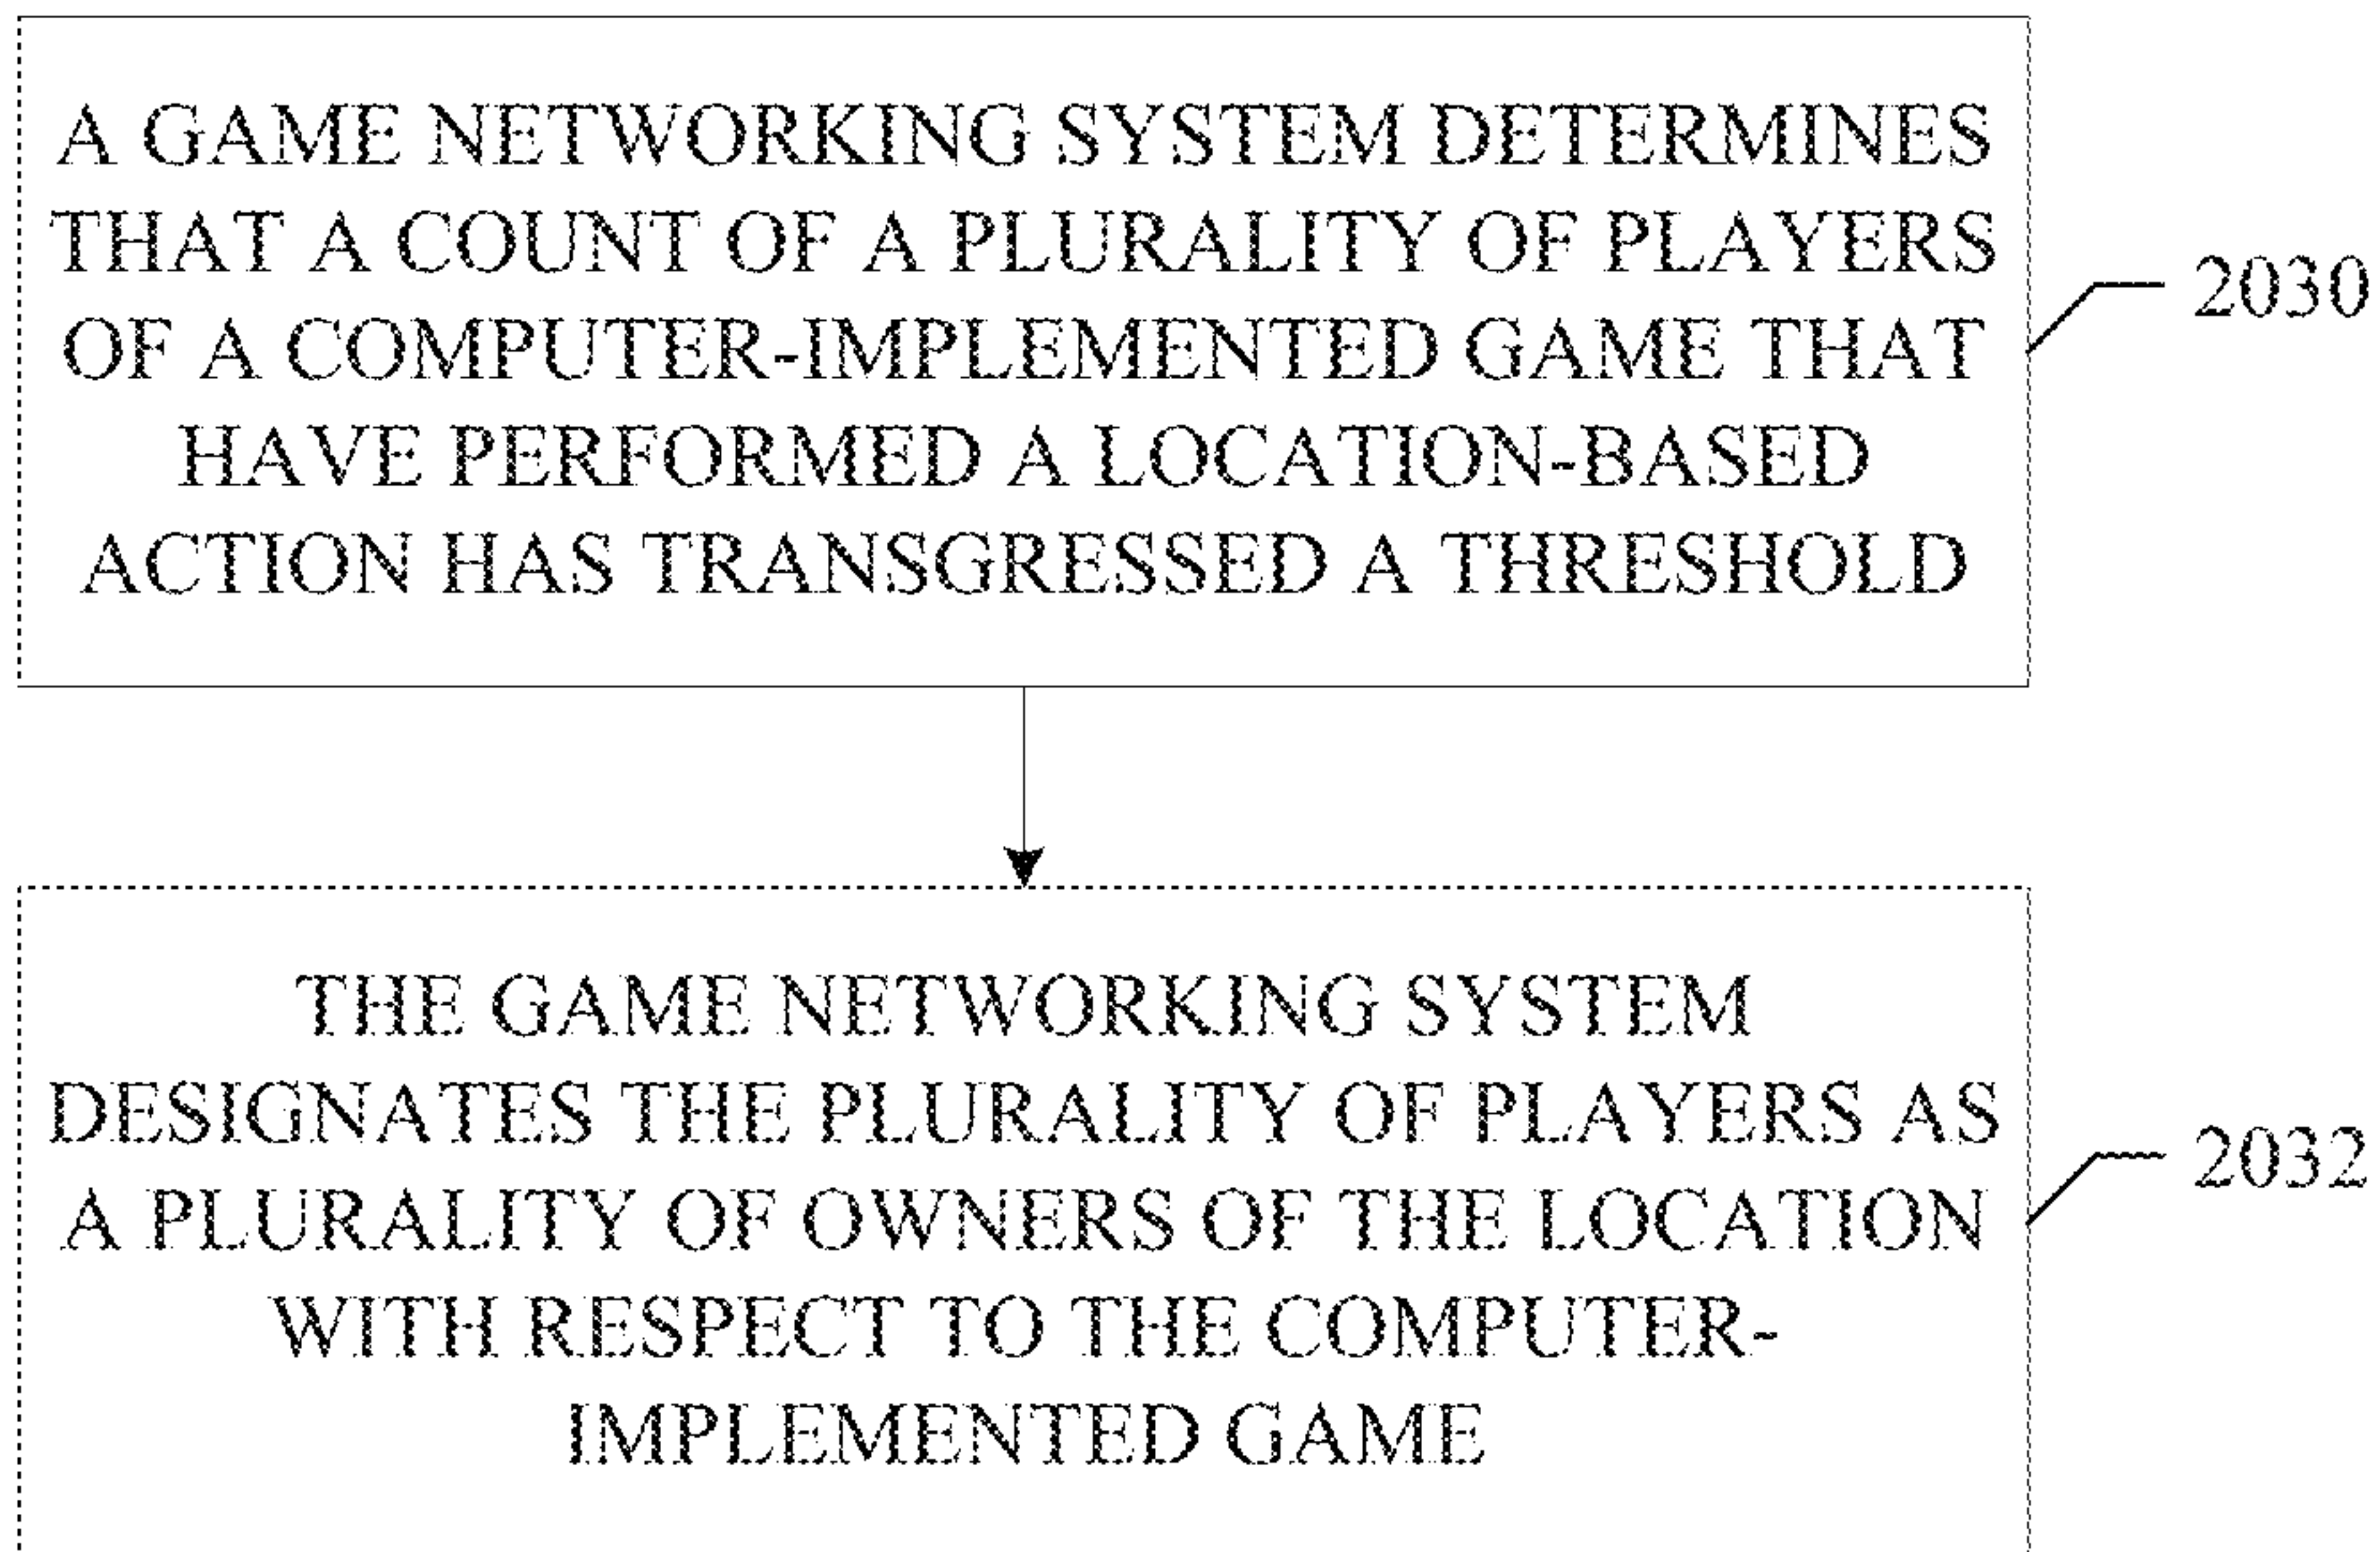 A GAME NETWORKING SYSTEM DETERMINES
THAT A COUNT OF A PLURALITY OF PLAYERS
OF A COMPUTER-IMPLEMENTED GAME THAT
HAVE PERFORMED A LOCATION-BASED
ACTION HAS TRANSGRESSED A THRESHOLD
2030
THE GAME NETWORKING SYSTEM
DESIGNATES THE PLURALITY OF PLAYERS AS
A PLURALITY OF OWNERS OF THE LOCATION
WITH RESPECT TO THE COMPUTER-
IMPLEMENTED GAME
2032